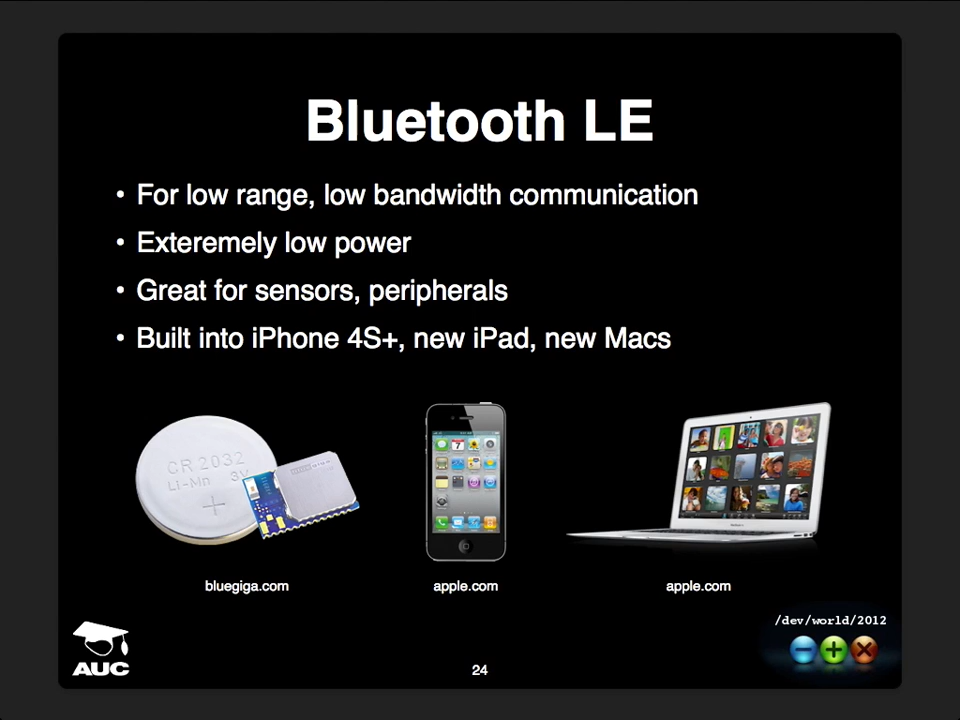 Bluetooth LE
• For low range, low bandwidth communication
• Exteremely low power
• Great for sensors, peripherals
• Built into iPhone 4S+, new iPad, new Macs
CR 2032
Li-Mn 3V
+
bluegiga.com
apple.com
apple.com
/dev/world/2012
AUC
24